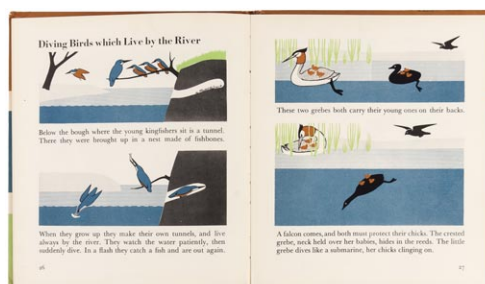 Diving Birds which Live by the River
Below the bough where the young kingfishers sit is a tunnel.
There they were brought up in a nest made of fishbones.
When they grow up they make their own tunnels, and live
always by the river. They watch the water patiently, then
suddenly dive. In a flash they catch a fish and are out again.
26
These two grebes both carry their young ones on their backs.
A falcon comes, and both must protect their chicks. The crested
grebe, neck held over her babies, hides in the reeds. The little
grebe dives like a submarine, her chicks clinging on.
27